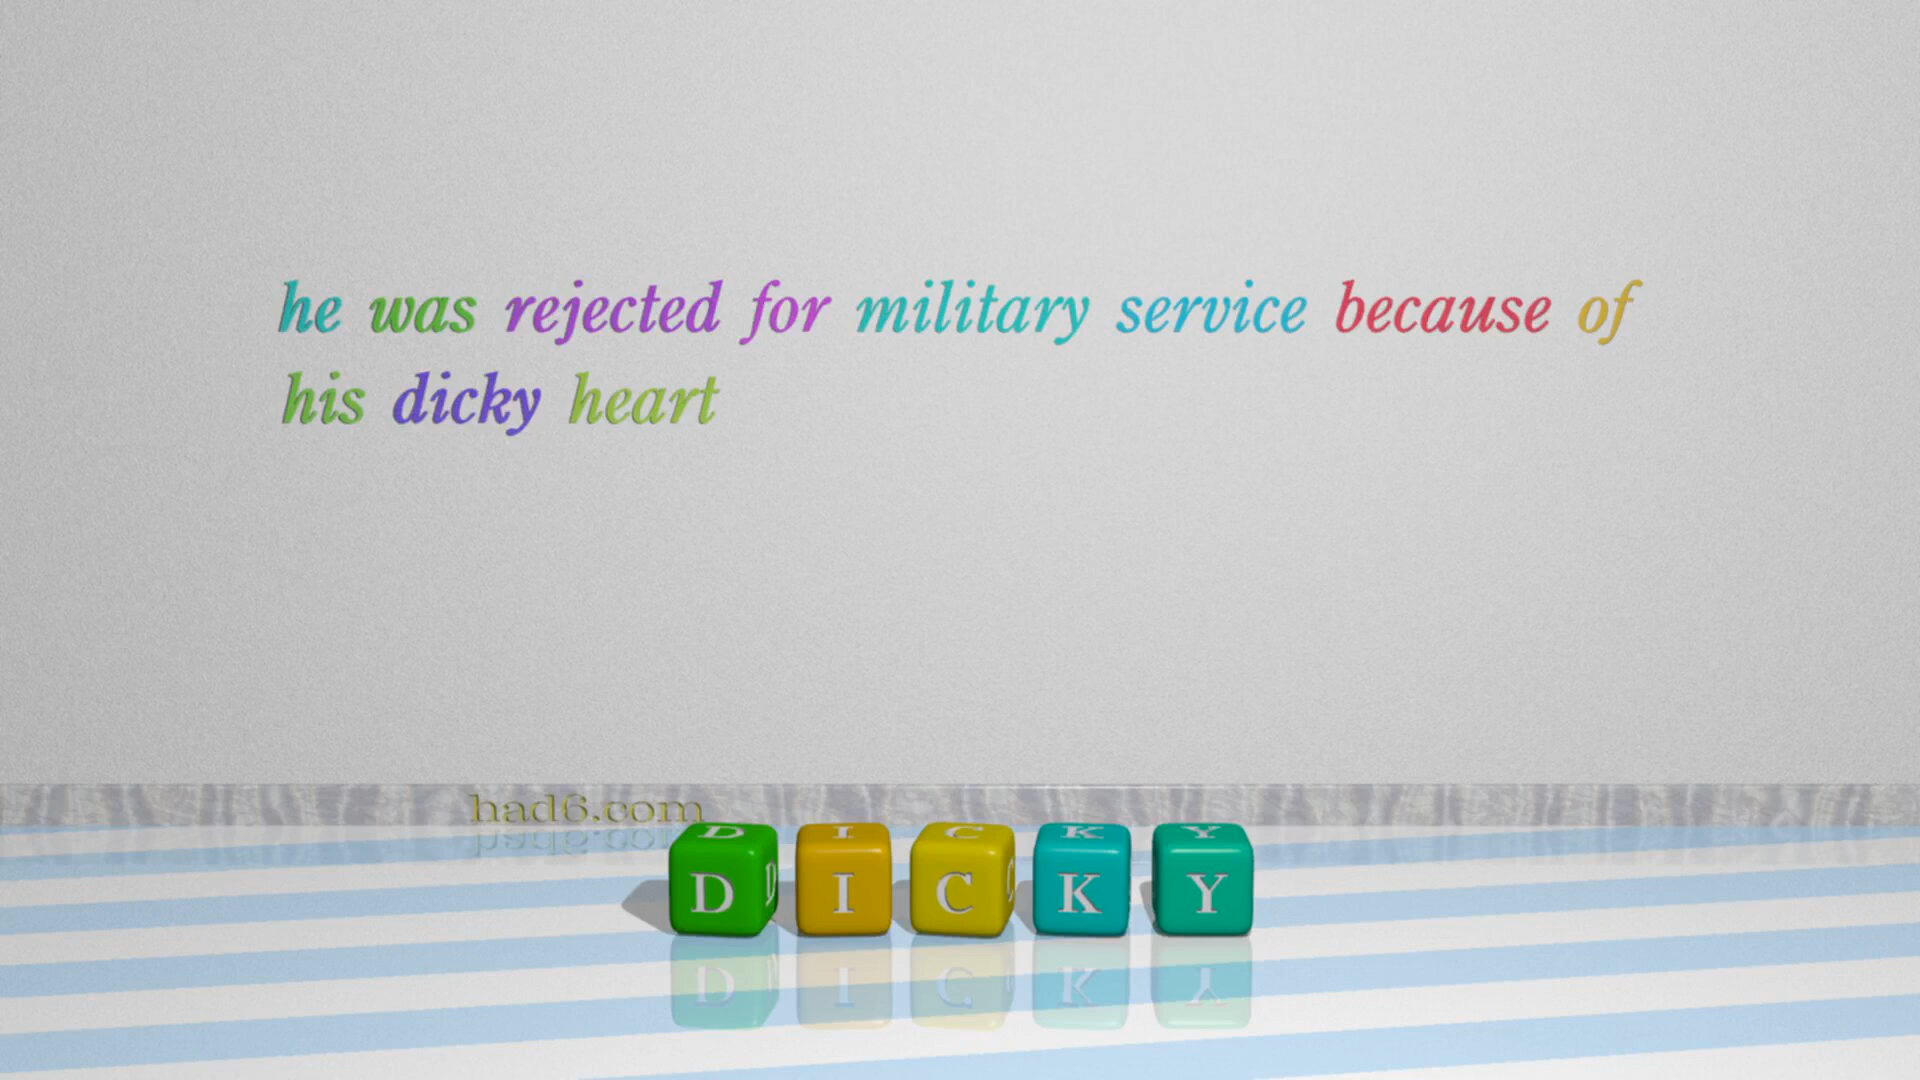 he was rejected for military service because of
his dicky heart
had6.com
DICKY